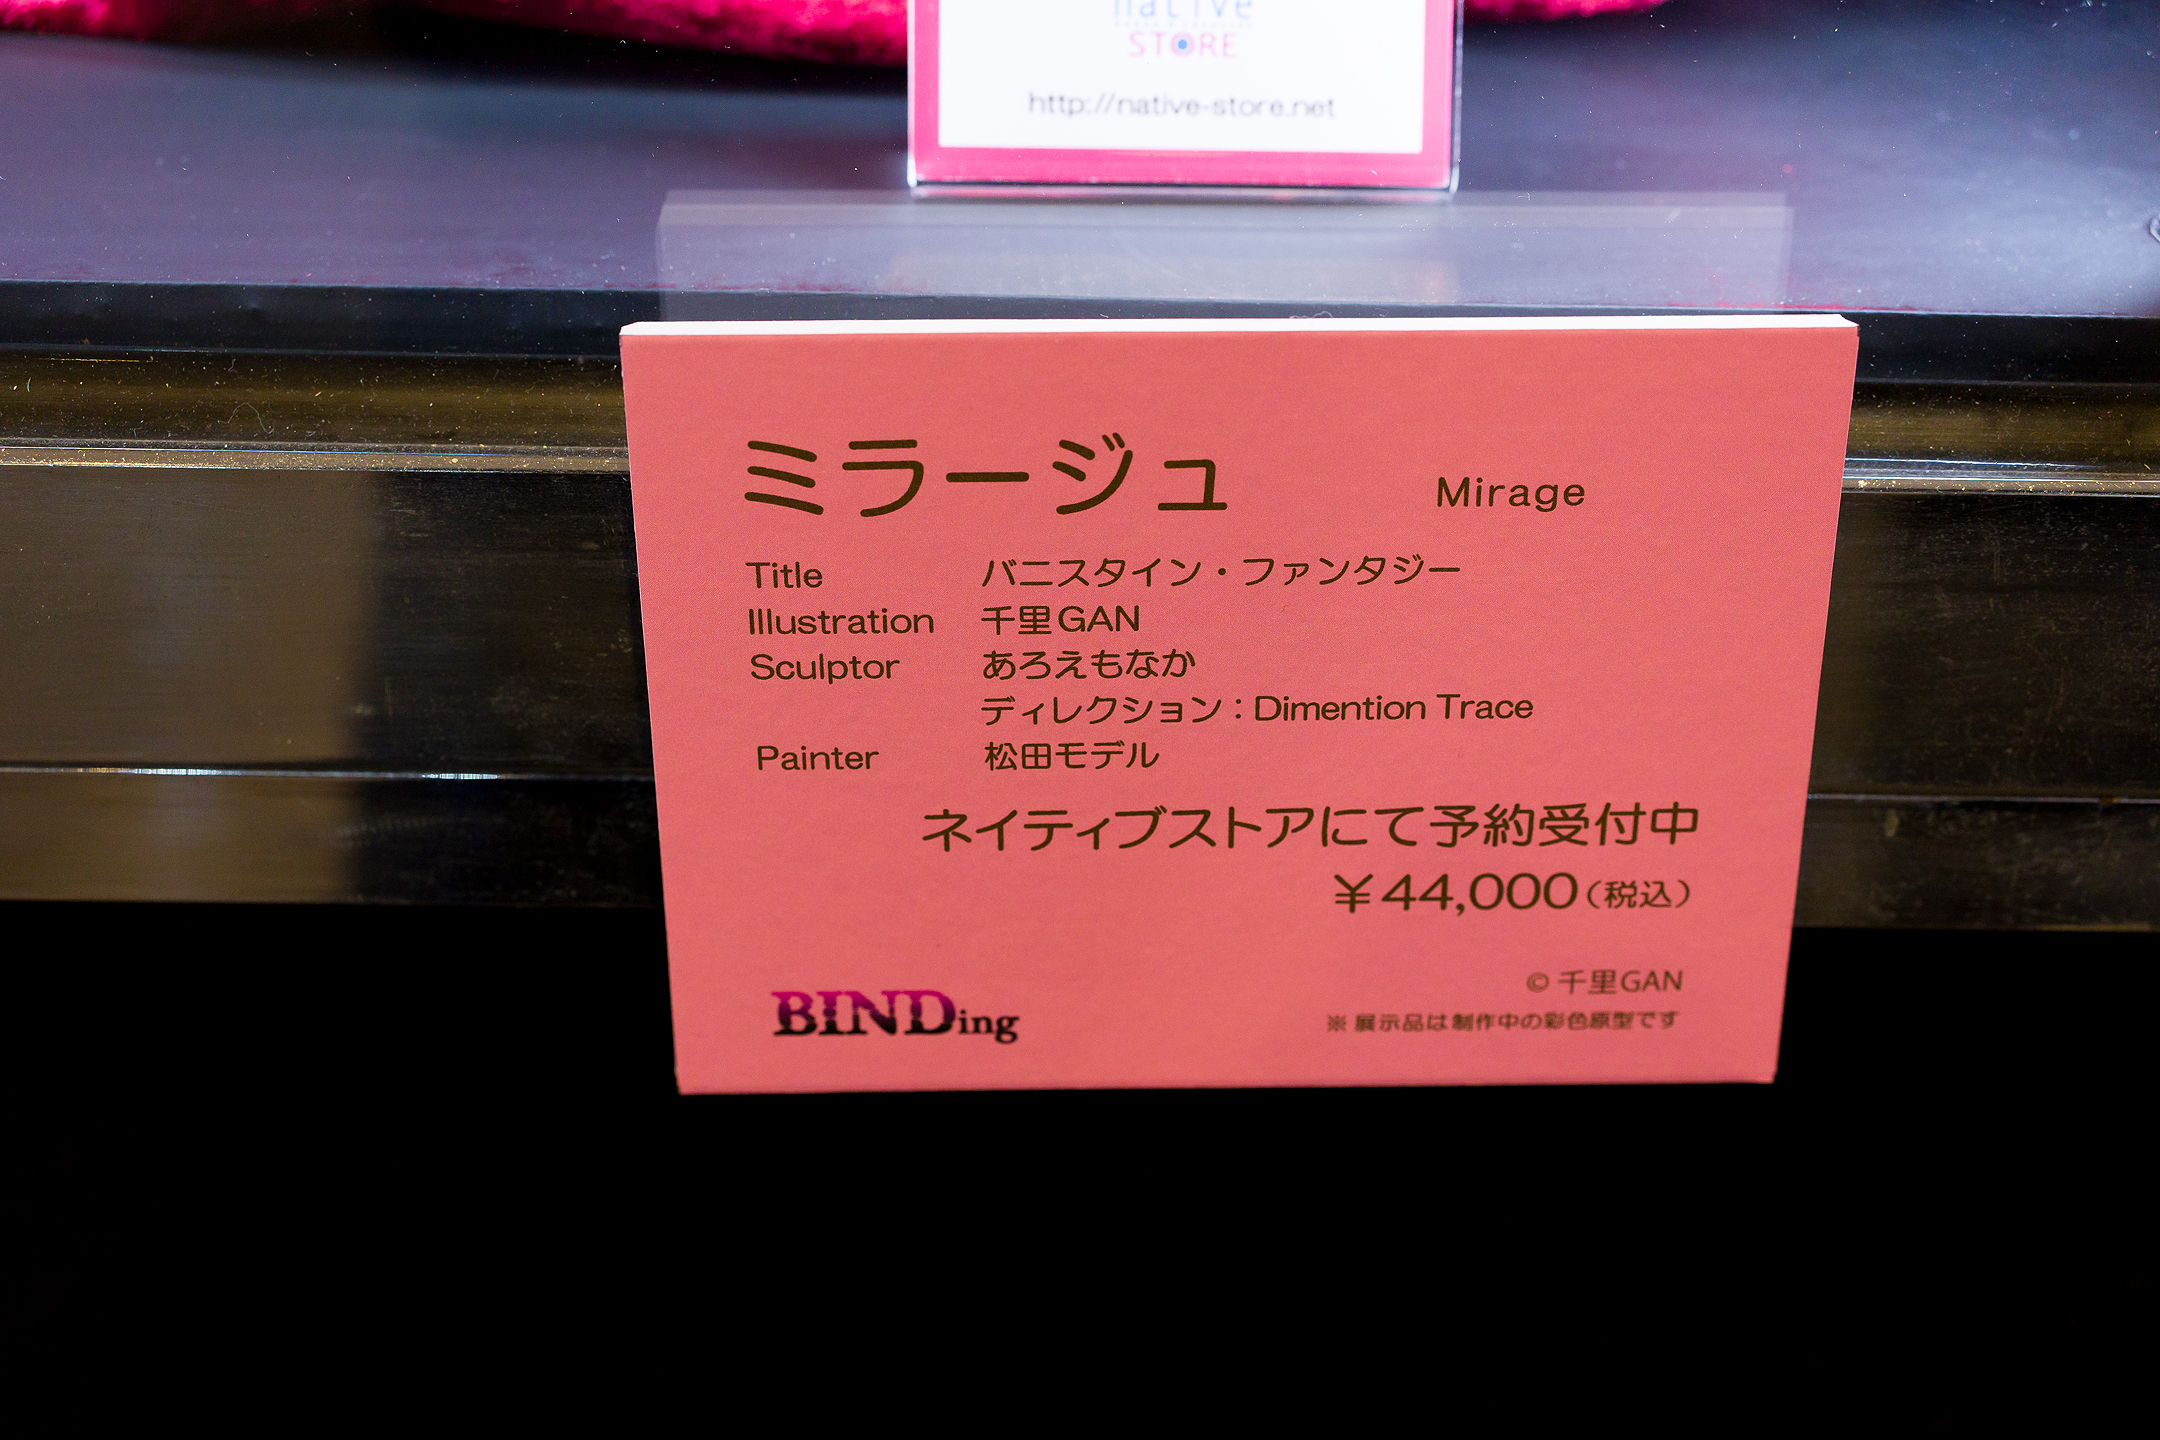 native
STORE
http://native-store.net
ミラージュ Mirage
Title バニスタイン・ファンタジー
Illustration 千里GAN
Sculptor あろえもなか
ディレクション：Dimention Trace
Painter 松田モデル
ネイティブストアにて予約受付中
￥44,000（税込）
© 千里GAN
BINDing
※ 展示品は制作中の彩色原型です